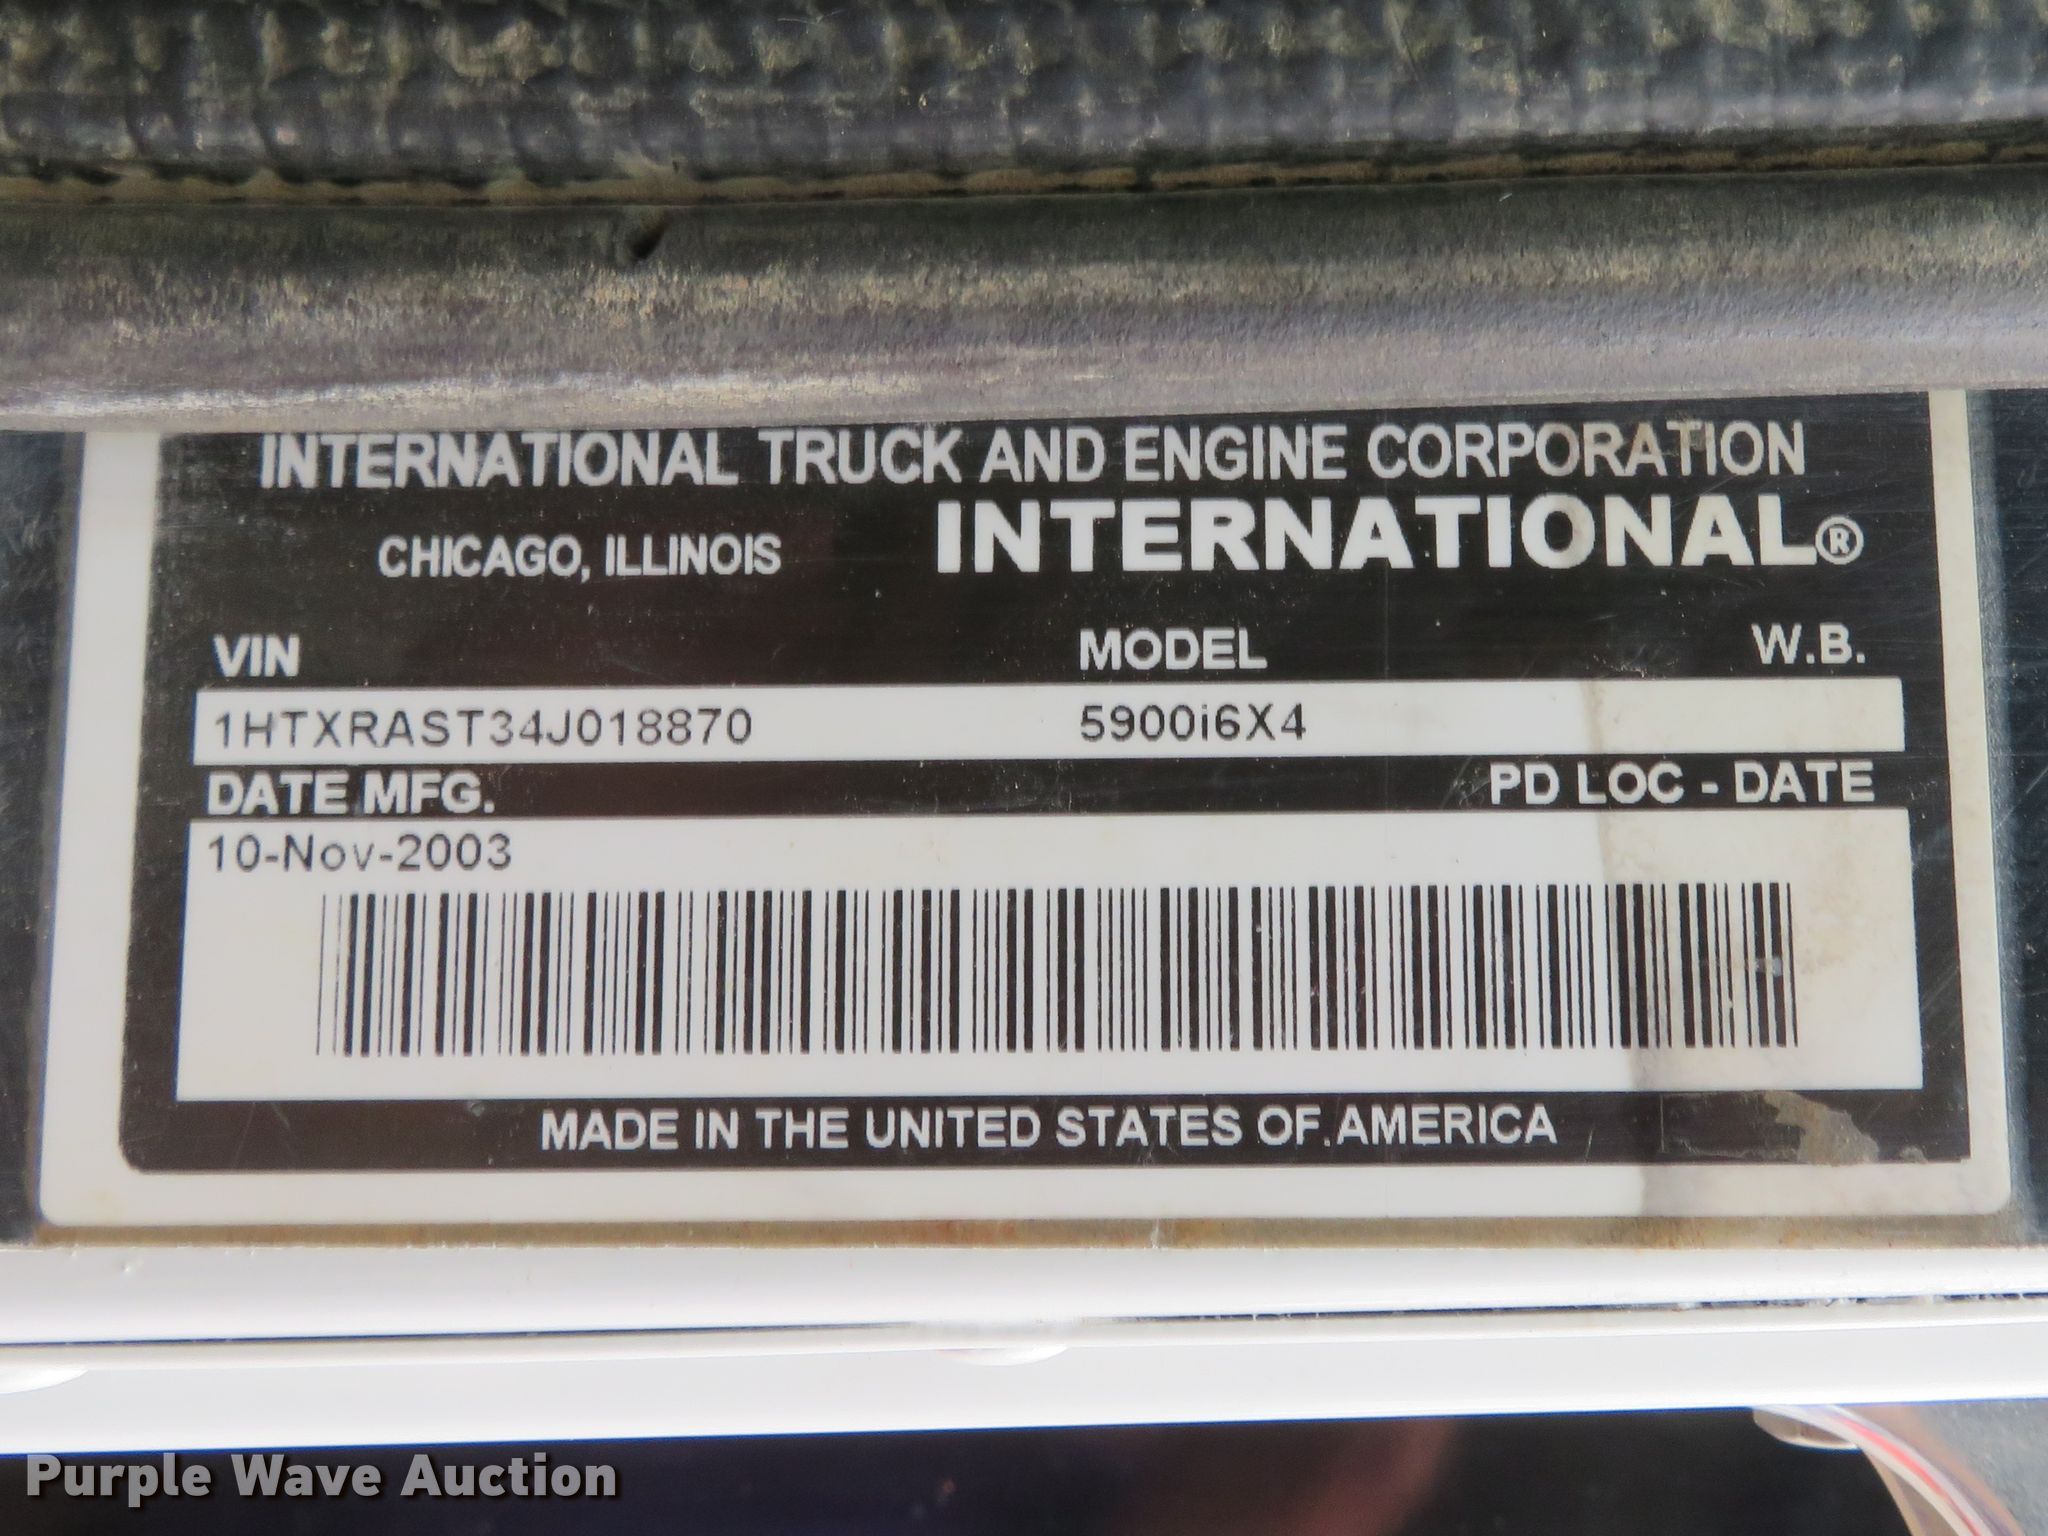 INTERNATIONAL TRUCK AND ENGINE CORPORATION
CHICAGO, ILLINOIS INTERNATIONAL®
VIN MODEL W.B.
1HTXRAST34J018870 5900i6X4
DATE MFG. PD LOC - DATE
10-Nov-2003
MADE IN THE UNITED STATES OF AMERICA
Purple Wave Auction